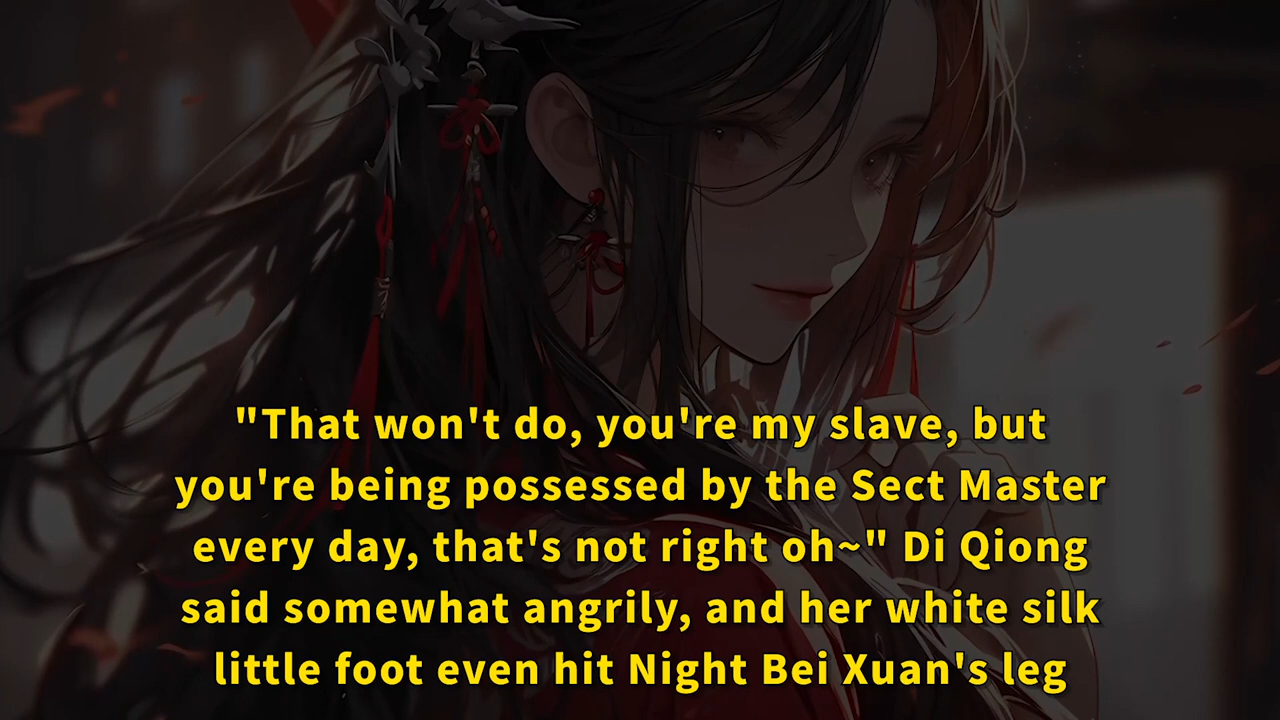 "That won't do, you're my slave, but
you're being possessed by the Sect Master
every day, that's not right oh~" Di Qiong
said somewhat angrily, and her white silk
little foot even hit Night Bei Xuan's leg